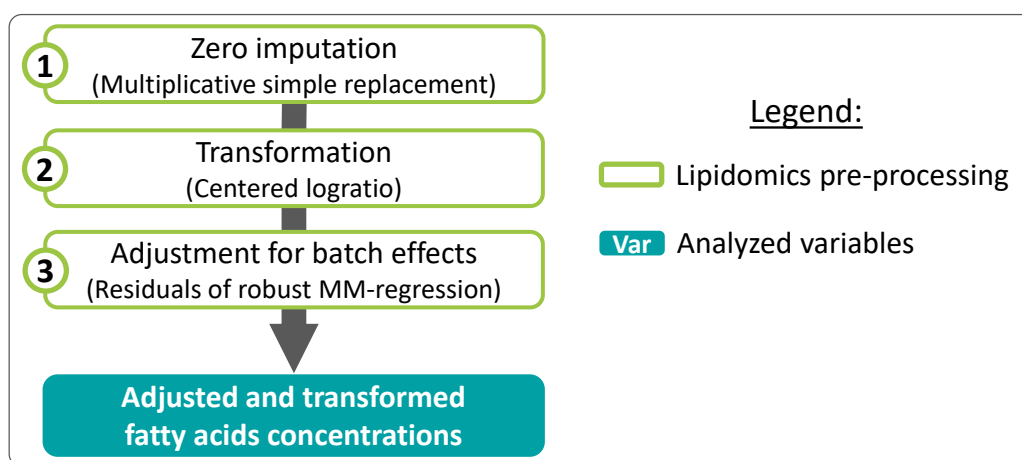 1
Zero imputation
(Multiplicative simple replacement)
2
Transformation
(Centered logratio)
3
Adjustment for batch effects
(Residuals of robust MM-regression)
Adjusted and transformed
fatty acids concentrations
Legend:
Lipidomics pre-processing
Var Analyzed variables